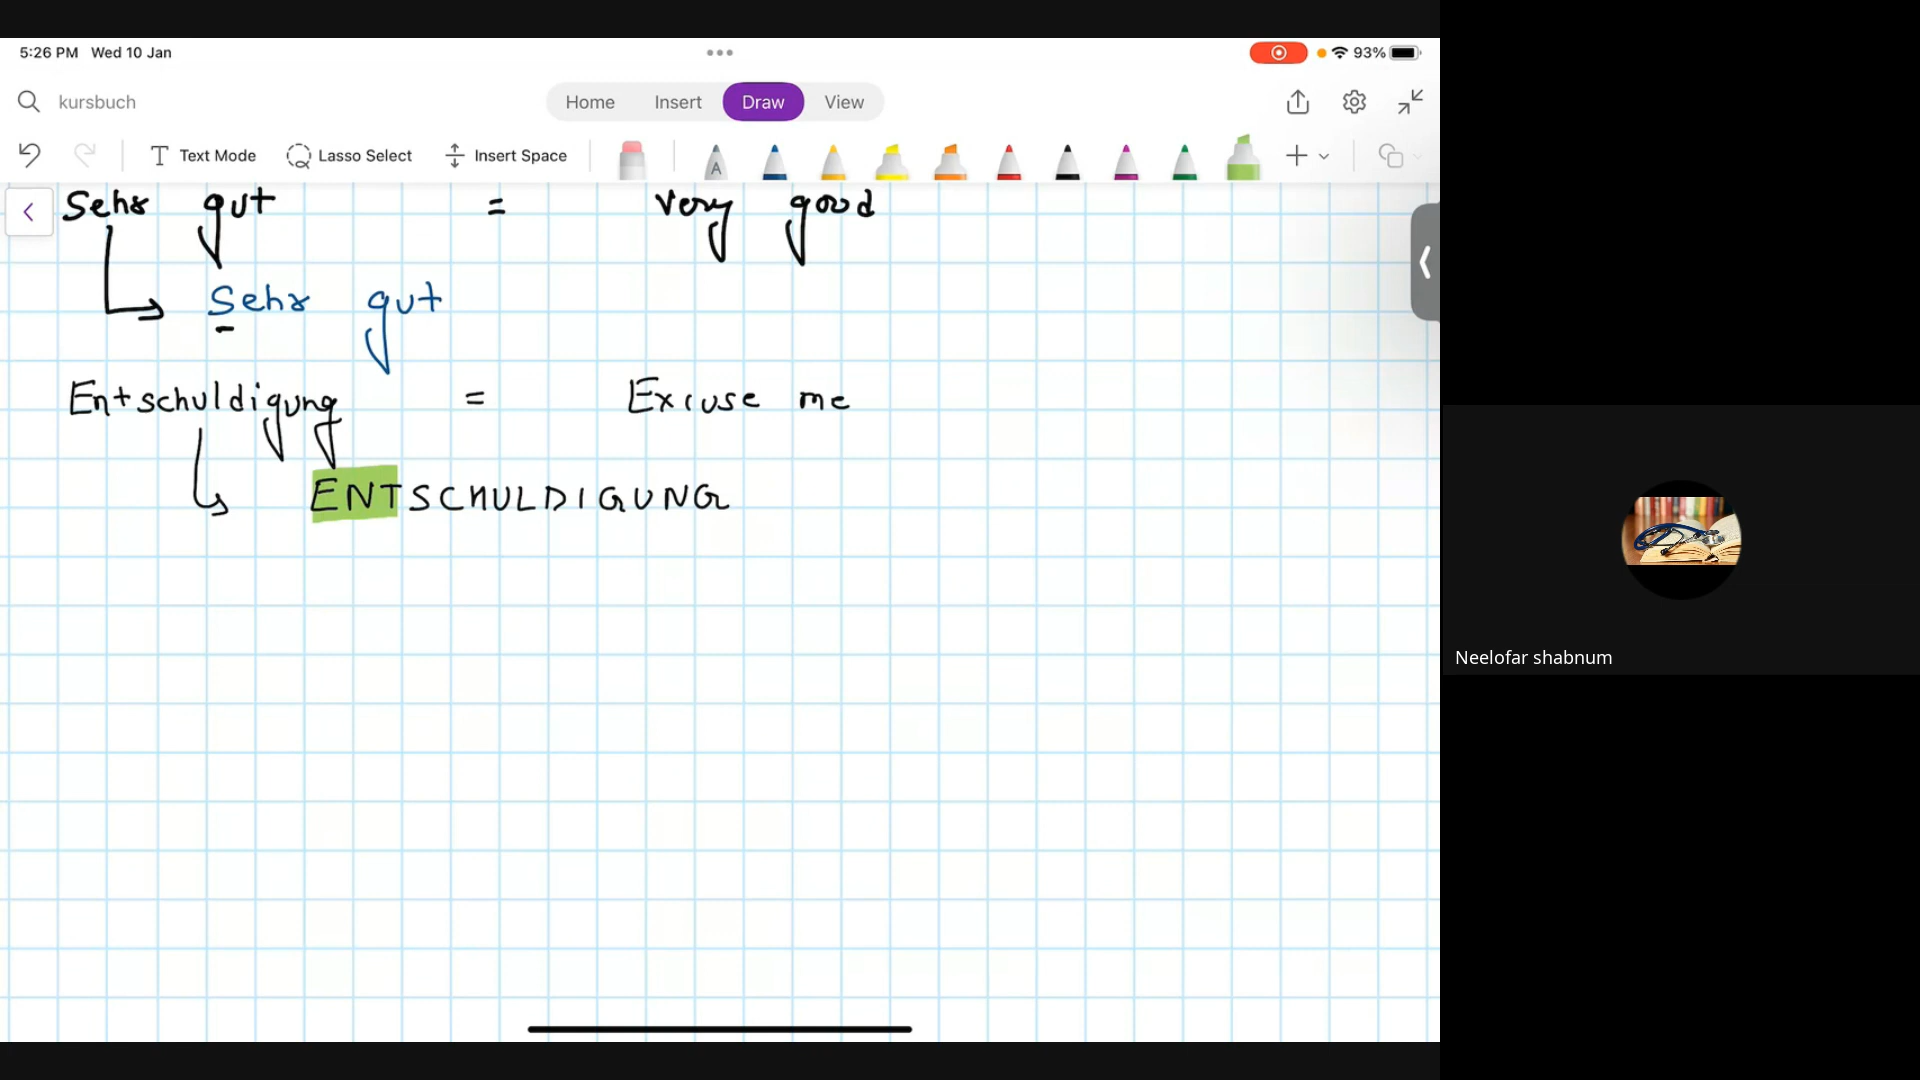 5:26 PM Wed 10 Jan 93%
kursbuch Home Insert Draw View
Text Mode Lasso Select Insert Space A
Sehr gut = very good
Sehr gut
Entschuldigung = Excuse me
ENTSCHULDIGUNG
Neelofar shabnum